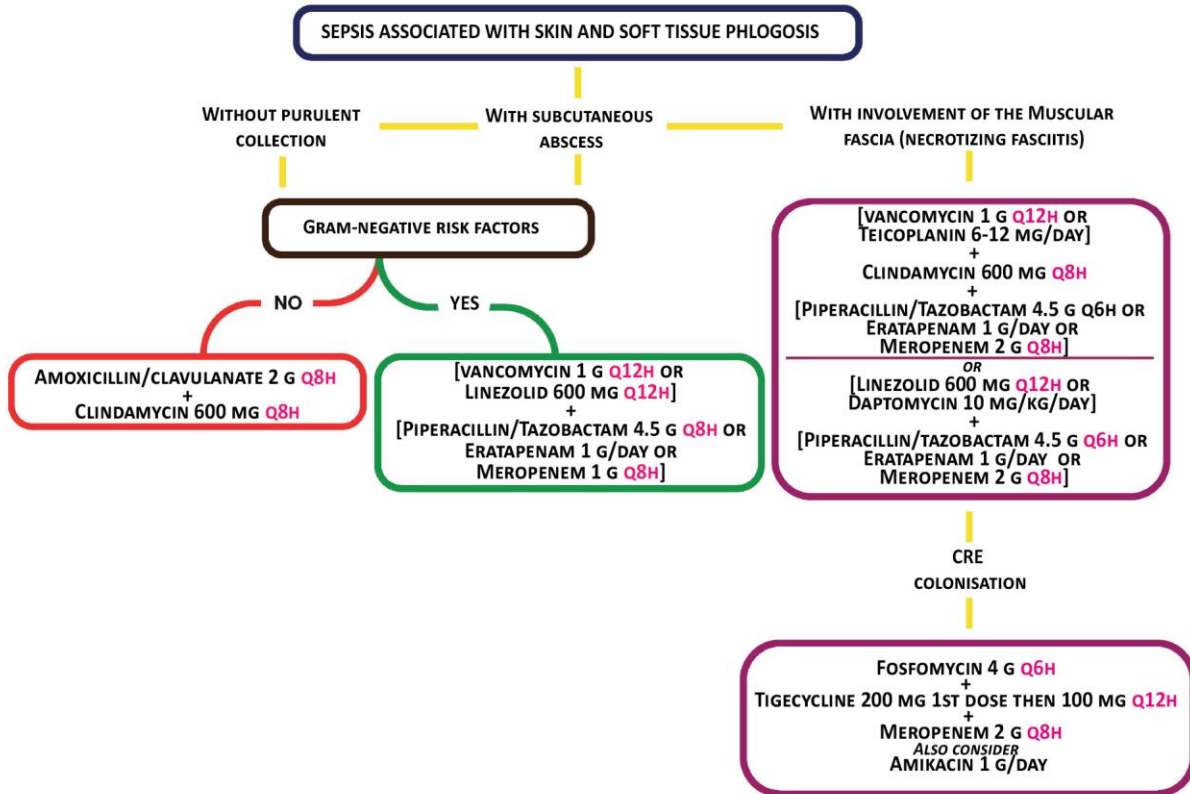 SEPSIS ASSOCIATED WITH SKIN AND SOFT TISSUE PHLOGOSIS
WITHOUT PURULENT
COLLECTION
WITH SUBCUTANEOUS
ABSCESS
WITH INVOLVEMENT OF THE MUSCULAR
FASCIA (NECROTIZING FASCIITIS)
GRAM-NEGATIVE RISK FACTORS
NO
YES
AMOXICILLIN/CLAVULANATE 2 G Q8H
+
CLINDAMYCIN 600 MG Q8H
[VANCOMYCIN 1 G Q12H OR
LINEZOLID 600 MG Q12H]
+
[PIPERACILLIN/TAZOBACTAM 4.5 G Q8H OR
ERATAPENAM 1 G/DAY OR
MEROPENEM 1 G Q8H]
[VANCOMYCIN 1 G Q12H OR
TEICOPLANIN 6-12 MG/DAY]
+
CLINDAMYCIN 600 MG Q8H
+
[PIPERACILLIN/TAZOBACTAM 4.5 G Q6H OR
ERATAPENAM 1 G/DAY OR
MEROPENEM 2 G Q8H]
OR
[LINEZOLID 600 MG Q12H OR
DAPTOMYCIN 10 MG/KG/DAY]
+
[PIPERACILLIN/TAZOBACTAM 4.5 G Q6H OR
ERATAPENAM 1 G/DAY OR
MEROPENEM 2 G Q8H]
CRE
COLONISATION
FOSFOMYCIN 4 G Q6H
+
TIGECYCLINE 200 MG 1ST DOSE THEN 100 MG Q12H
+
MEROPENEM 2 G Q8H
ALSO CONSIDER
AMIKACIN 1 G/DAY